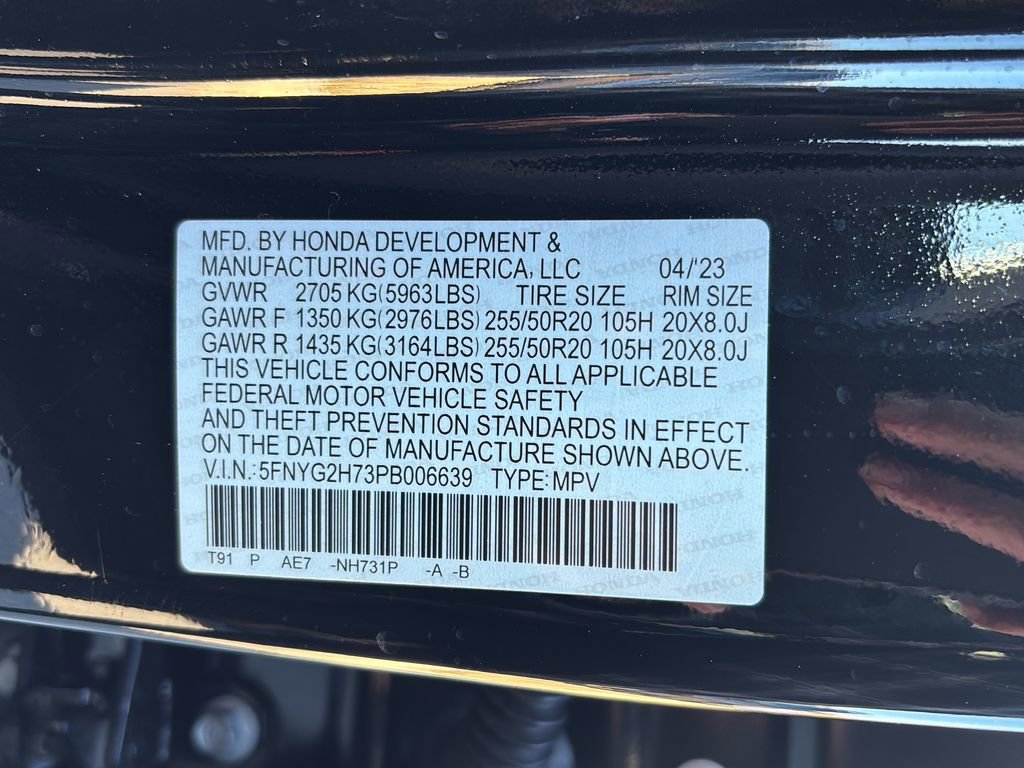 MFD. BY HONDA DEVELOPMENT &
MANUFACTURING OF AMERICA, LLC 04/'23
GVWR 2705 KG(5963LBS) TIRE SIZE RIM SIZE
GAWR F 1350 KG(2976LBS) 255/50R20 105H 20X8.0J
GAWR R 1435 KG(3164LBS) 255/50R20 105H 20X8.0J
THIS VEHICLE CONFORMS TO ALL APPLICABLE
FEDERAL MOTOR VEHICLE SAFETY
AND THEFT PREVENTION STANDARDS IN EFFECT
ON THE DATE OF MANUFACTURE SHOWN ABOVE.
V.I.N.: 5FNYG2H73PB006639 TYPE: MPV
T91 P AE7 -NH731P -A -B